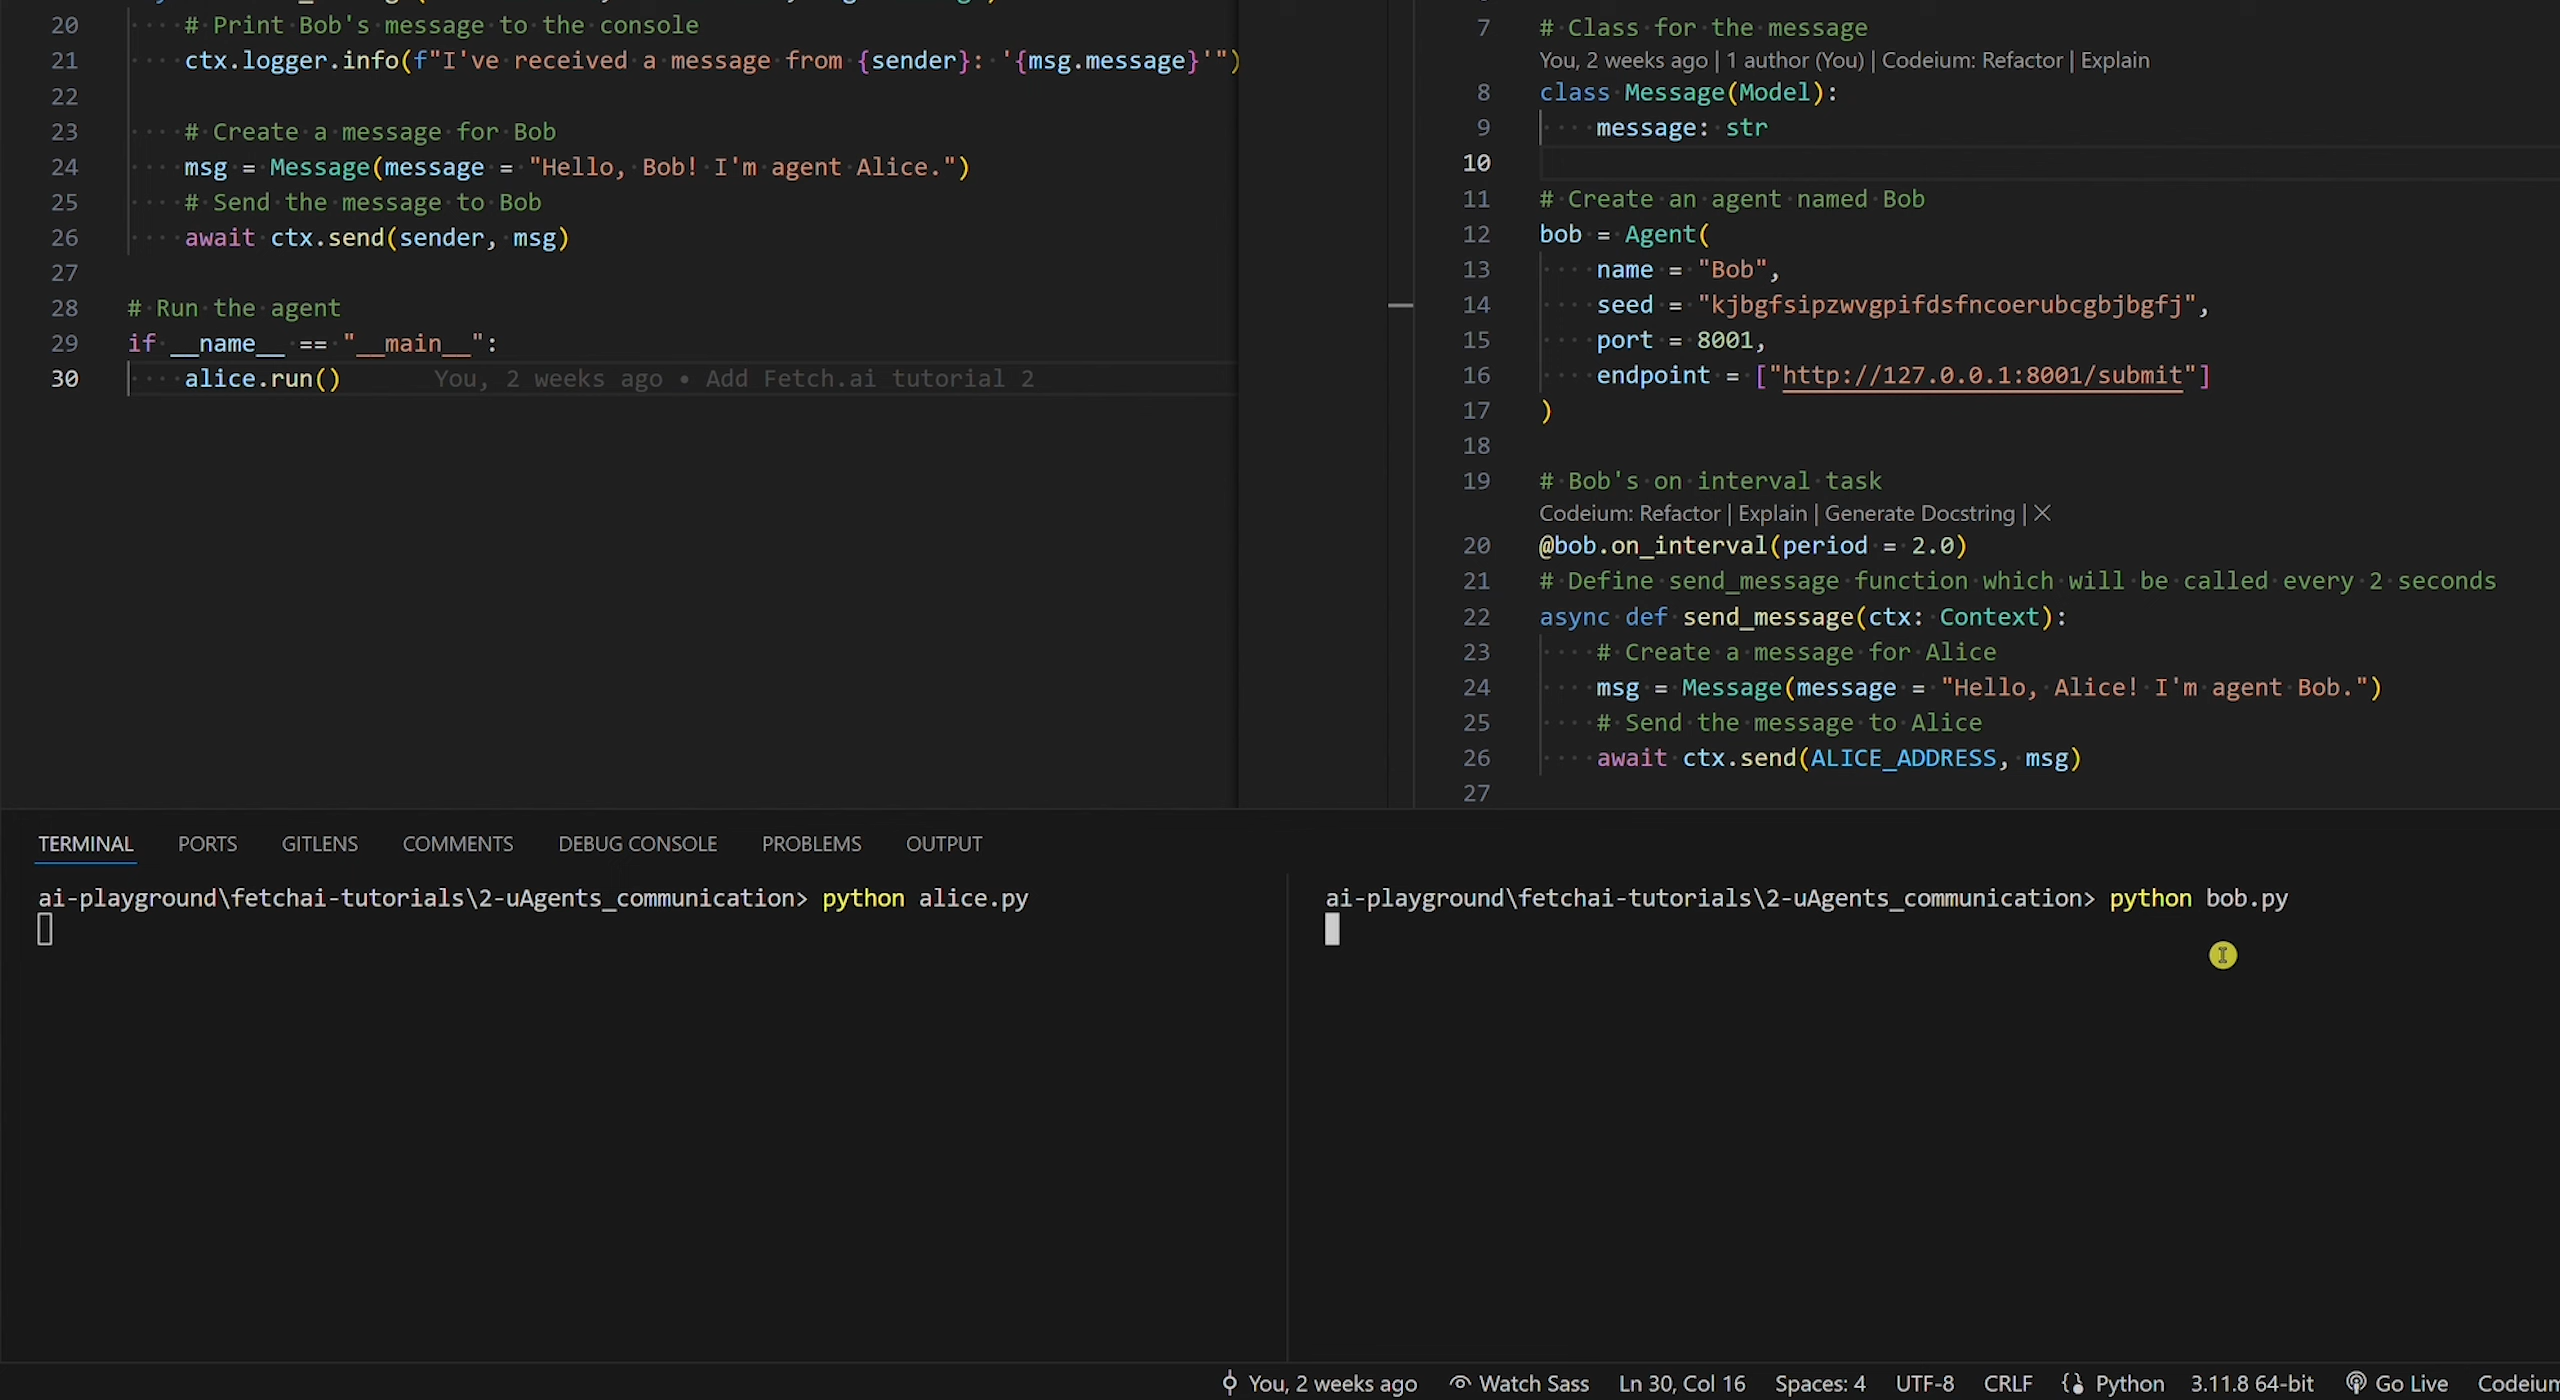 20 # Print Bob's message to the console
21 ctx.logger.info(f"I've received a message from {sender}: '{msg.message}'")
22
23 # Create a message for Bob
24 msg = Message(message = "Hello, Bob! I'm agent Alice.")
25 # Send the message to Bob
26 await ctx.send(sender, msg)
27
28 # Run the agent
29 if __name__ == "__main__":
30 alice.run() You, 2 weeks ago • Add Fetch.ai tutorial 2
7 # Class for the message
You, 2 weeks ago | 1 author (You) | Codeium: Refactor | Explain
8 class Message(Model):
9 message: str
10
11 # Create an agent named Bob
12 bob = Agent(
13 name = "Bob",
14 seed = "kjbgfsipzwvgpifdsfncoerubcgbjbgfj",
15 port = 8001,
16 endpoint = ["http://127.0.0.1:8001/submit"]
17 )
18
19 # Bob's on interval task
Codeium: Refactor | Explain | Generate Docstring | ×
20 @bob.on_interval(period = 2.0)
21 # Define send_message function which will be called every 2 seconds
22 async def send_message(ctx: Context):
23 # Create a message for Alice
24 msg = Message(message = "Hello, Alice! I'm agent Bob.")
25 # Send the message to Alice
26 await ctx.send(ALICE_ADDRESS, msg)
27
TERMINAL PORTS GITLENS COMMENTS DEBUG CONSOLE PROBLEMS OUTPUT
ai-playground\fetchai-tutorials\2-uAgents_communication> python alice.py
ai-playground\fetchai-tutorials\2-uAgents_communication> python bob.py
You, 2 weeks ago Watch Sass Ln 30, Col 16 Spaces: 4 UTF-8 CRLF Python 3.11.8 64-bit Go Live Codeium